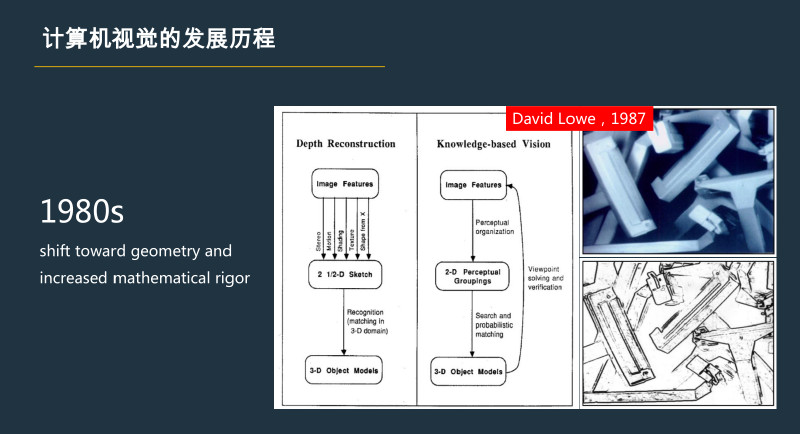 计算机视觉的发展历程
1980s
shift toward geometry and
increased mathematical rigor
David Lowe , 1987
Depth Reconstruction
Image Features
Stereo
Motion
Shading
Texture
Shape from X
2 1/2-D Sketch
Recognition
(matching in
3-D domain)
3-D Object Models
Knowledge-based Vision
Image Features
Perceptual
organization
2-D Perceptual
Groupings
Viewpoint
solving and
verification
Search and
probabilistic
matching
3-D Object Models